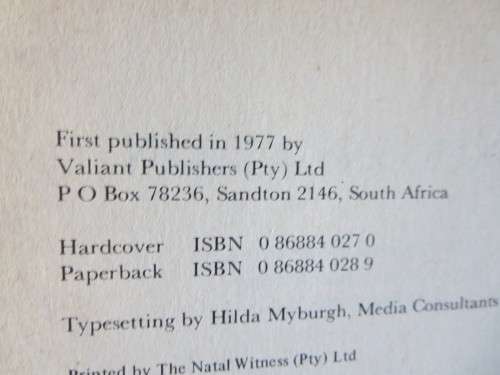 First published in 1977 by
Valiant Publishers (Pty) Ltd
P O Box 78236, Sandton 2146, South Africa
Hardcover ISBN 0 86884 027 0
Paperback ISBN 0 86884 028 9
Typesetting by Hilda Myburgh, Media Consultants
Printed by The Natal Witness (Pty) Ltd